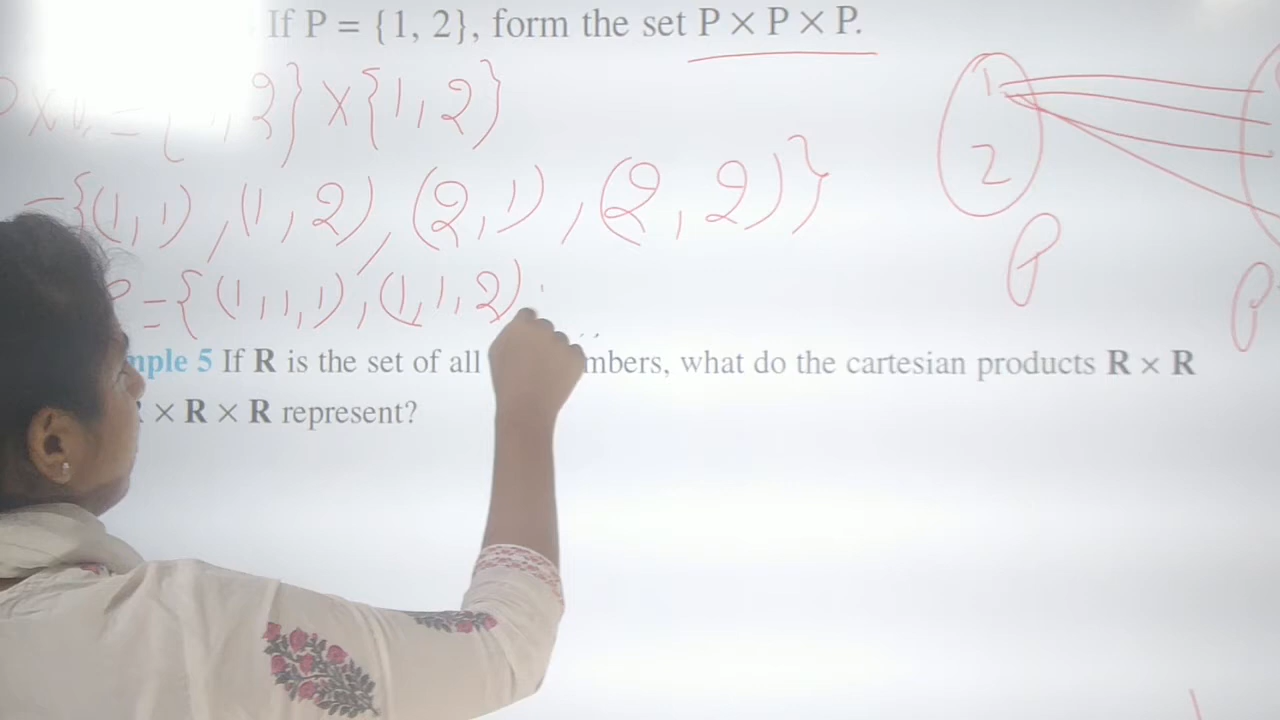 If P = {1, 2}, form the set P × P × P.
= { , 2} × {1, 2}
= {(1, 1), (1, 2), (2, 1), (2, 2)}
= {(1, 1, 1), (1, 1, 2),
1
2
P
P
mple 5 If R is the set of all mbers, what do the cartesian products R × R
× R × R represent?